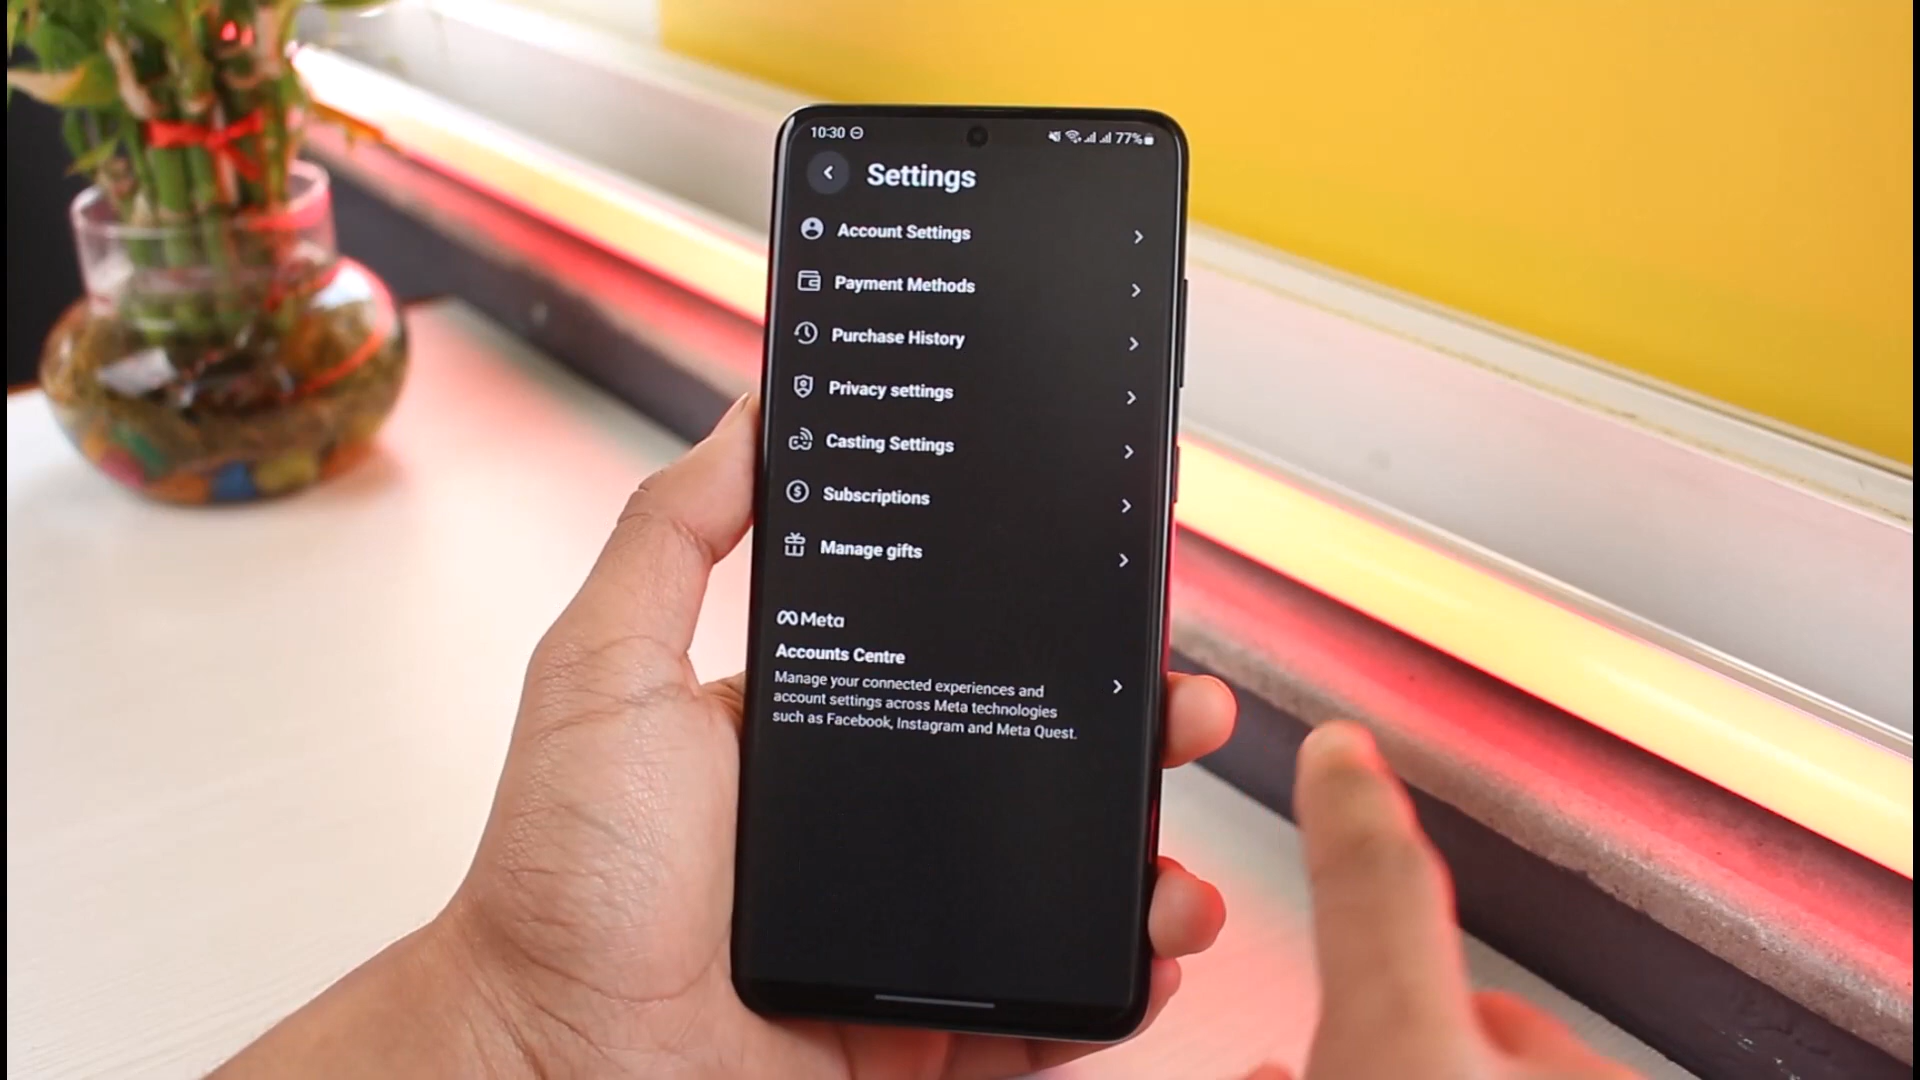 10:30 77%
Settings
Account Settings
Payment Methods
Purchase History
Privacy settings
Casting Settings
Subscriptions
Manage gifts
Meta
Accounts Centre
Manage your connected experiences and
account settings across Meta technologies
such as Facebook, Instagram and Meta Quest.